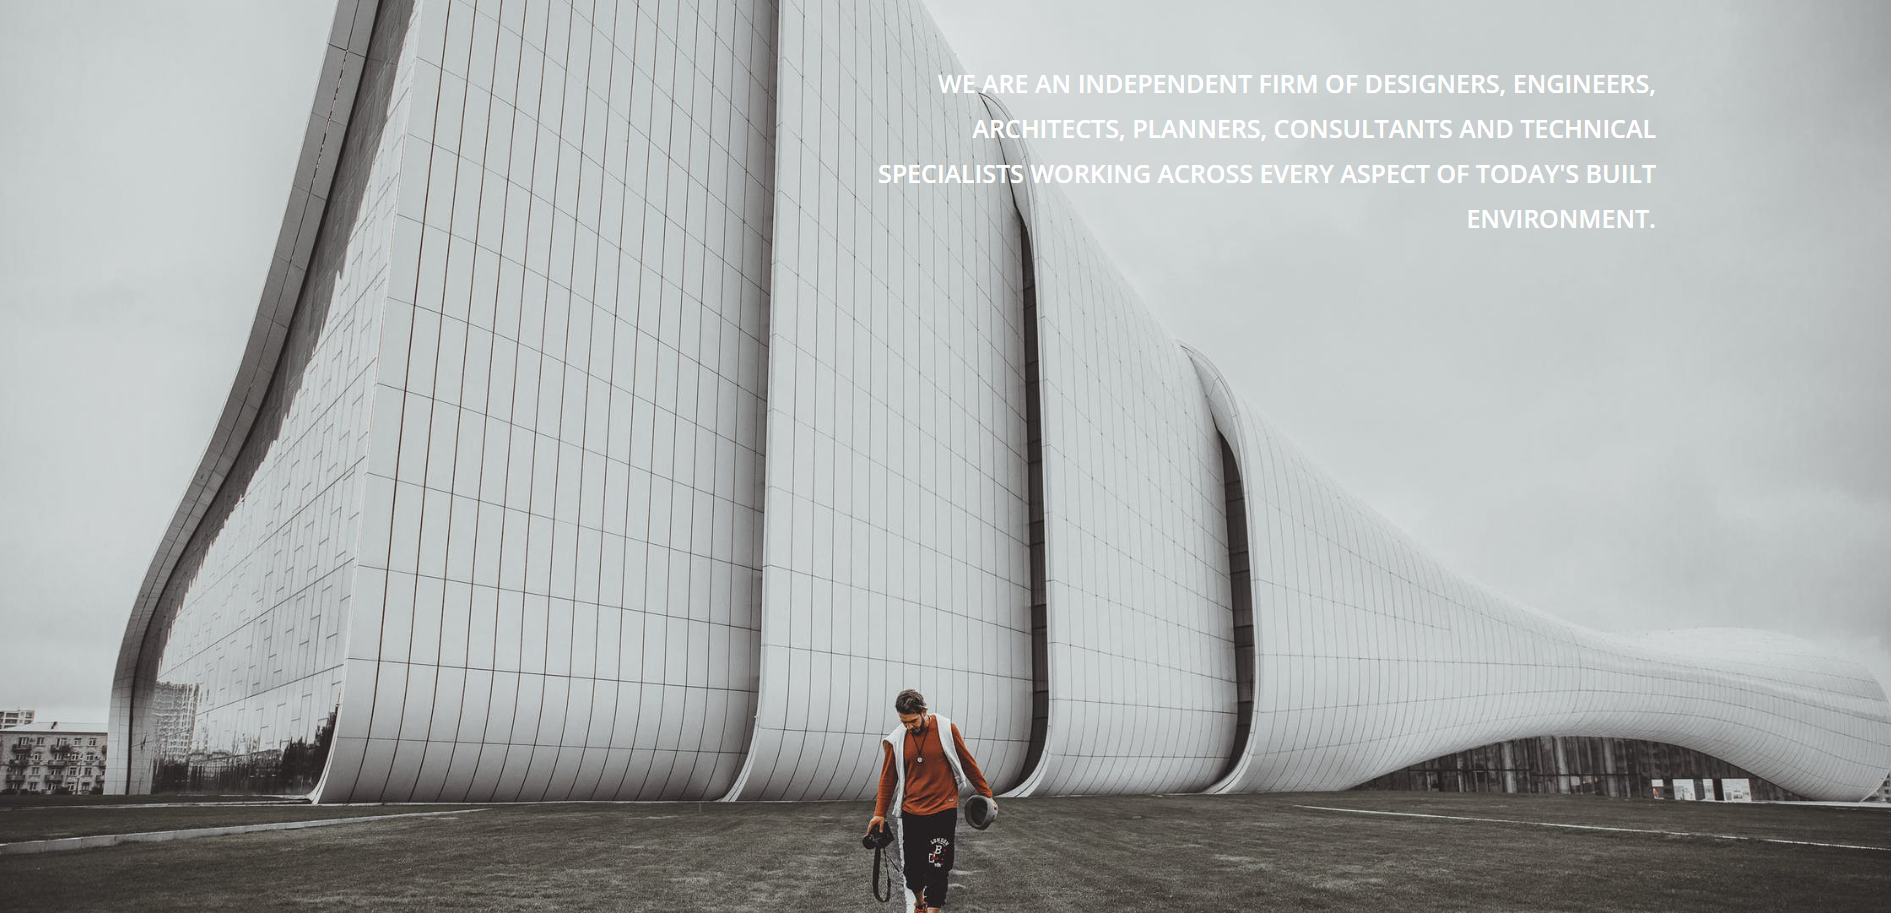 WE ARE AN INDEPENDENT FIRM OF DESIGNERS, ENGINEERS,
ARCHITECTS, PLANNERS, CONSULTANTS AND TECHNICAL
SPECIALISTS WORKING ACROSS EVERY ASPECT OF TODAY'S BUILT
ENVIRONMENT.
B